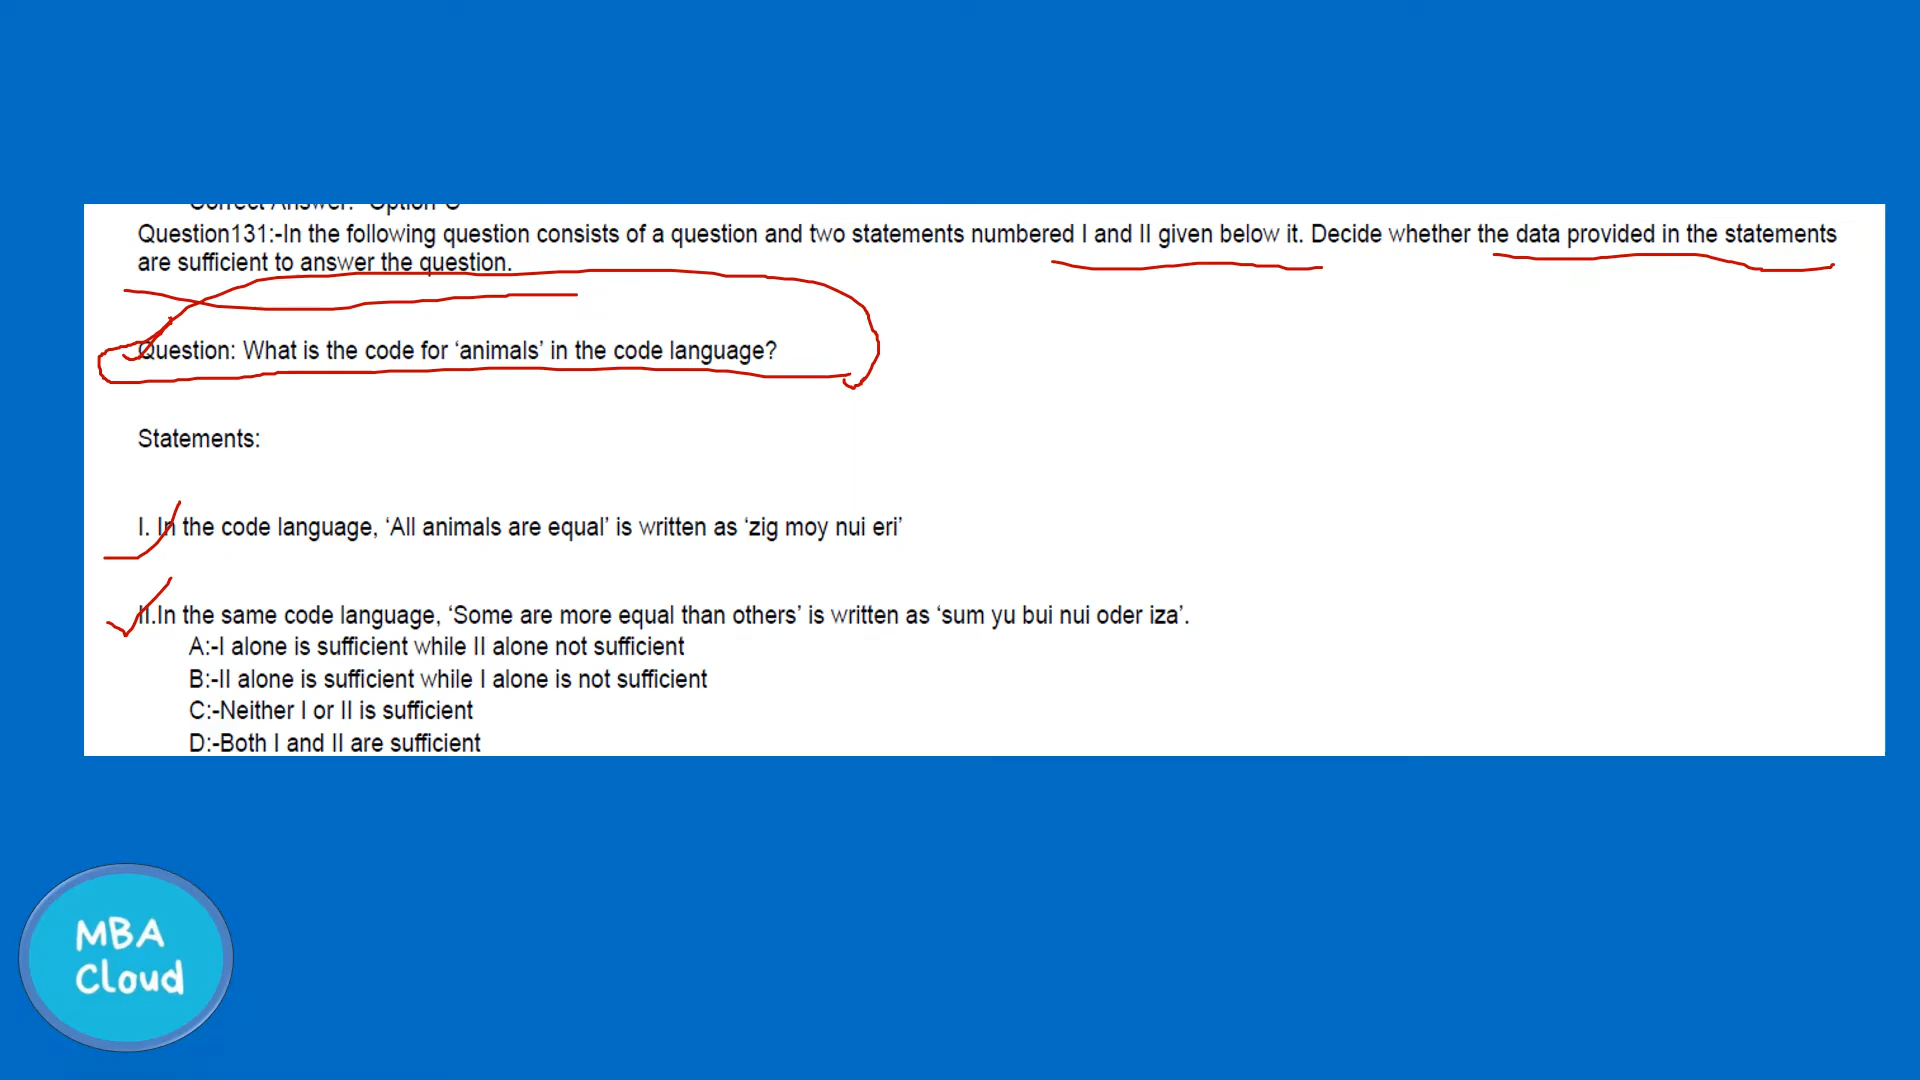 Correct Answer:- Option-C
Question131:-In the following question consists of a question and two statements numbered I and II given below it. Decide whether the data provided in the statements
are sufficient to answer the question.
Question: What is the code for ‘animals’ in the code language?
Statements:
I. In the code language, ‘All animals are equal’ is written as ‘zig moy nui eri’
II.In the same code language, ‘Some are more equal than others’ is written as ‘sum yu bui nui oder iza’.
A:-I alone is sufficient while II alone not sufficient
B:-II alone is sufficient while I alone is not sufficient
C:-Neither I or II is sufficient
D:-Both I and II are sufficient
MBA
Cloud